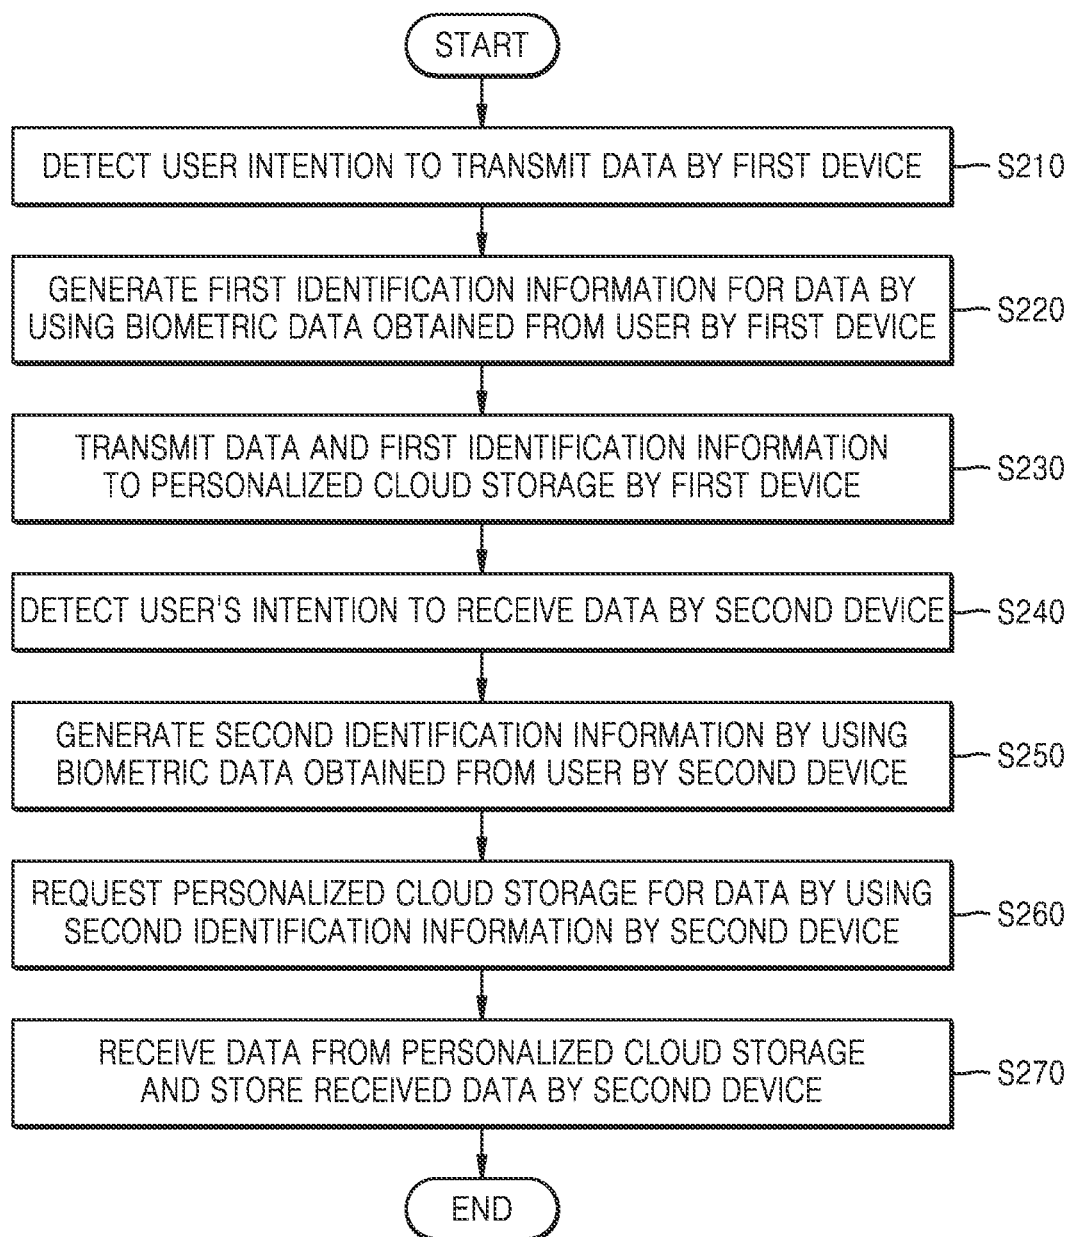 START
DETECT USER INTENTION TO TRANSMIT DATA BY FIRST DEVICE
S210
GENERATE FIRST IDENTIFICATION INFORMATION FOR DATA BY
USING BIOMETRIC DATA OBTAINED FROM USER BY FIRST DEVICE
S220
TRANSMIT DATA AND FIRST IDENTIFICATION INFORMATION
TO PERSONALIZED CLOUD STORAGE BY FIRST DEVICE
S230
DETECT USER'S INTENTION TO RECEIVE DATA BY SECOND DEVICE
S240
GENERATE SECOND IDENTIFICATION INFORMATION BY USING
BIOMETRIC DATA OBTAINED FROM USER BY SECOND DEVICE
S250
REQUEST PERSONALIZED CLOUD STORAGE FOR DATA BY USING
SECOND IDENTIFICATION INFORMATION BY SECOND DEVICE
S260
RECEIVE DATA FROM PERSONALIZED CLOUD STORAGE
AND STORE RECEIVED DATA BY SECOND DEVICE
S270
END